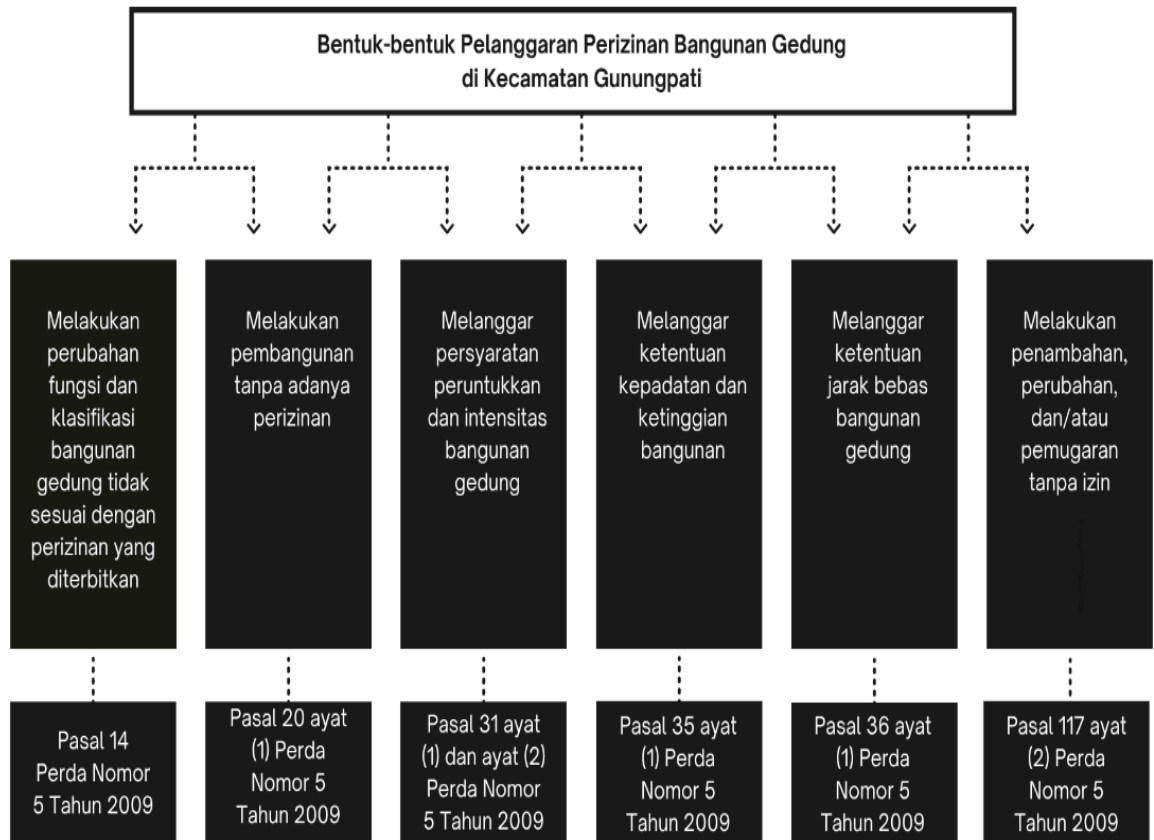 Bentuk-bentuk Pelanggaran Perizinan Bangunan Gedung
di Kecamatan Gunungpati
Melakukan
perubahan
fungsi dan
klasifikasi
bangunan
gedung tidak
sesuai dengan
perizinan yang
diterbitkan
Melakukan
pembangunan
tanpa adanya
perizinan
Melanggar
persyaratan
peruntukkan
dan intensitas
bangunan
gedung
Melanggar
ketentuan
kepadatan dan
ketinggian
bangunan
Melanggar
ketentuan
jarak bebas
bangunan
gedung
Melakukan
penambahan,
perubahan,
dan/atau
pemugaran
tanpa izin
Pasal 14
Perda Nomor
5 Tahun 2009
Pasal 20 ayat
(1) Perda
Nomor 5
Tahun 2009
Pasal 31 ayat
(1) dan ayat (2)
Perda Nomor
5 Tahun 2009
Pasal 35 ayat
(1) Perda
Nomor 5
Tahun 2009
Pasal 36 ayat
(1) Perda
Nomor 5
Tahun 2009
Pasal 117 ayat
(2) Perda
Nomor 5
Tahun 2009